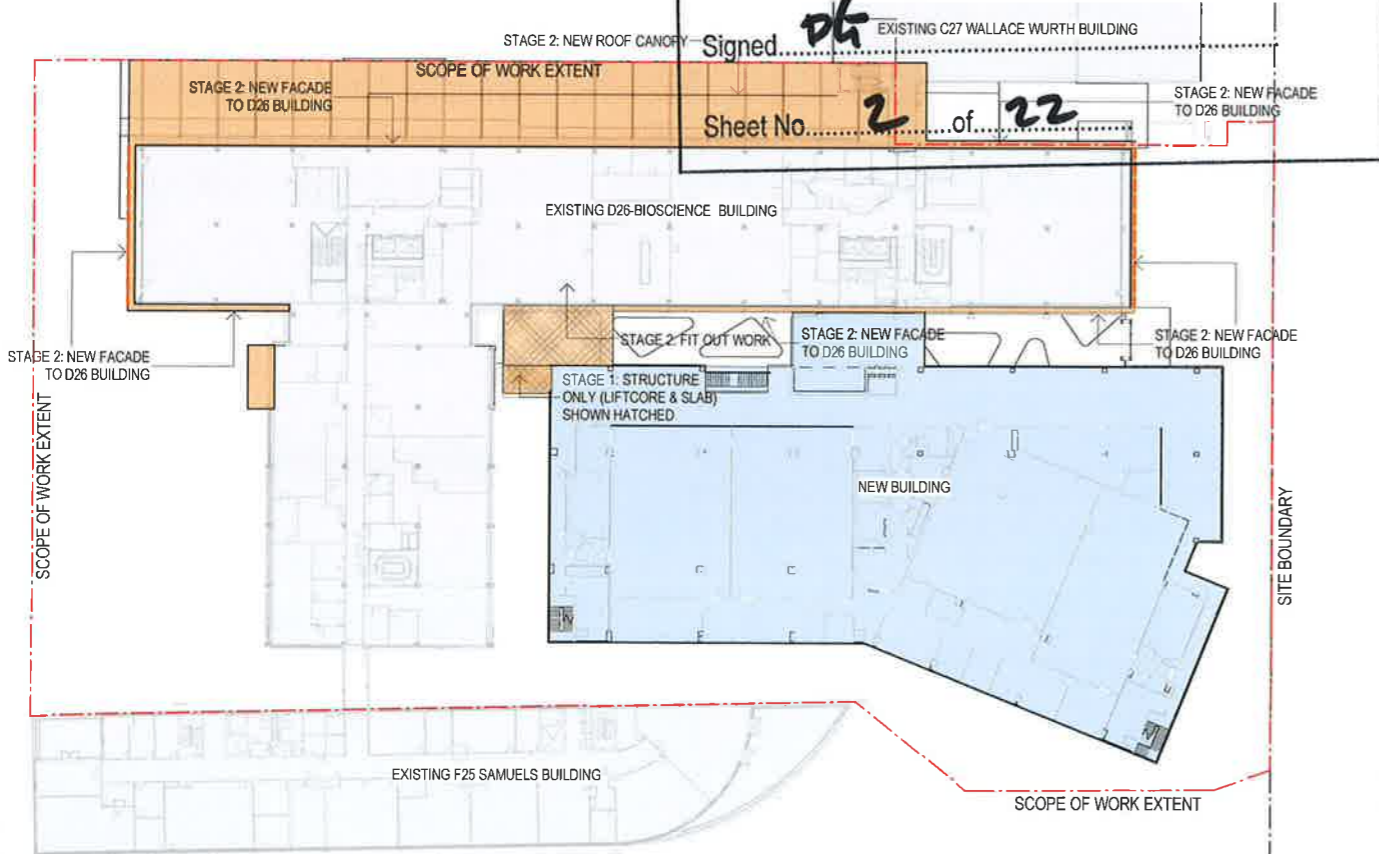 EXISTING C27 WALLACE WURTH BUILDING
STAGE 2: NEW ROOF CANOPY
Signed DG
SCOPE OF WORK EXTENT
STAGE 2: NEW FACADE
TO D26 BUILDING
STAGE 2: NEW FACADE
TO D26 BUILDING
Sheet No. 2 of 22
EXISTING D26-BIOSCIENCE BUILDING
STAGE 2: NEW FACADE
TO D26 BUILDING
STAGE 2: FIT OUT WORK
STAGE 2: NEW FACADE
TO D26 BUILDING
STAGE 2: NEW FACADE
TO D26 BUILDING
STAGE 1: STRUCTURE
ONLY (LIFTCORE & SLAB)
SHOWN HATCHED
SCOPE OF WORK EXTENT
NEW BUILDING
SITE BOUNDARY
EXISTING F25 SAMUELS BUILDING
SCOPE OF WORK EXTENT